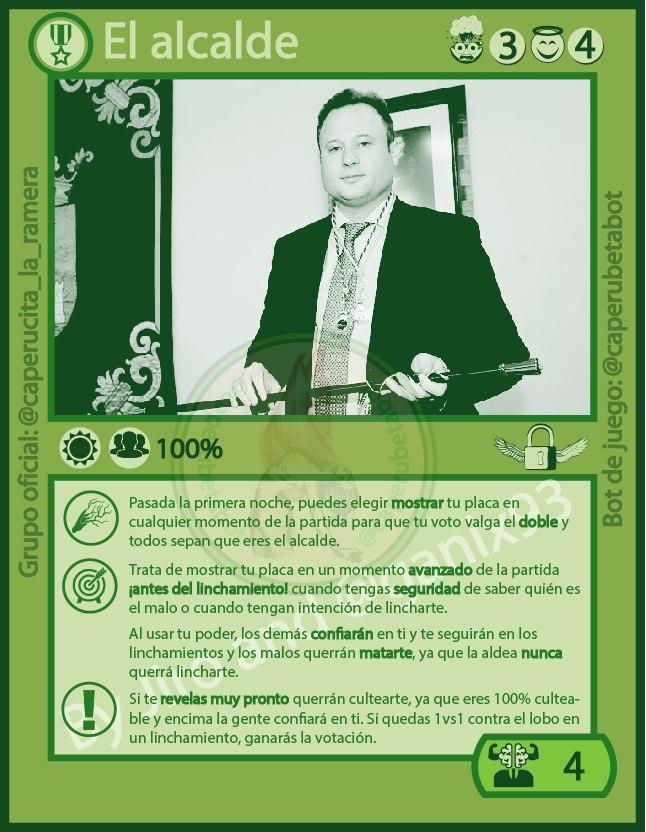 El alcalde
3
4
Grupo oficial: @caperucita_la_ramera
Bot de juego: @caperubetabot
100%
Pasada la primera noche, puedes elegir mostrar tu placa en
cualquier momento de la partida para que tu voto valga el doble y
todos sepan que eres el alcalde.
Trata de mostrar tu placa en un momento avanzado de la partida
¡antes del linchamiento! cuando tengas seguridad de saber quién es
el malo o cuando tengan intención de lincharte.
Al usar tu poder, los demás confiarán en ti y te seguirán en los
linchamientos y los malos querrán matarte, ya que la aldea nunca
querrá lincharte.
Si te revelas muy pronto querrán cultearte, ya que eres 100% cultea-
ble y encima la gente confiará en ti. Si quedas 1vs1 contra el lobo en
un linchamiento, ganarás la votación.
4